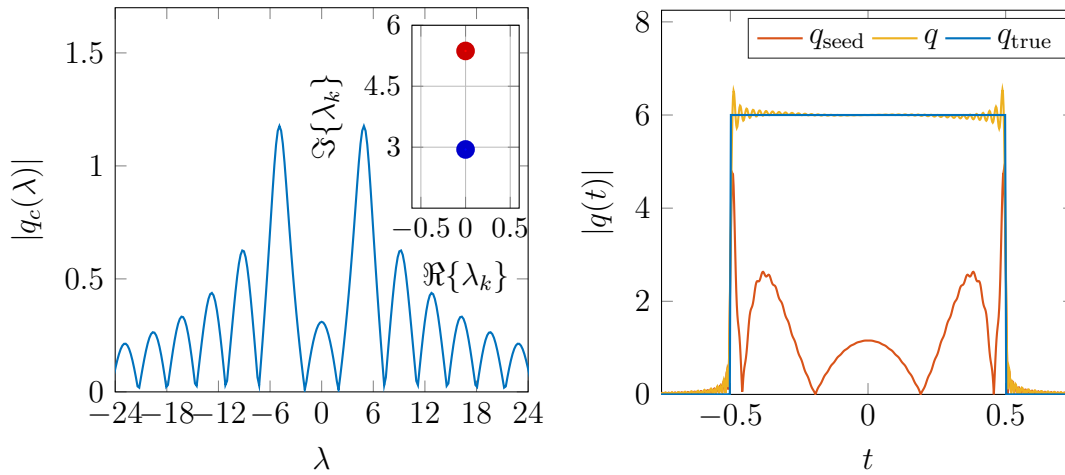 |q_c(λ)|
1.5
1
0.5
0
−24 −18 −12 −6 0 6 12 18 24
λ
ℑ{λ_k}
6
4.5
3
−0.5 0 0.5
ℜ{λ_k}
|q(t)|
8
6
4
2
0
−0.5 0 0.5
t
q_seed q q_true